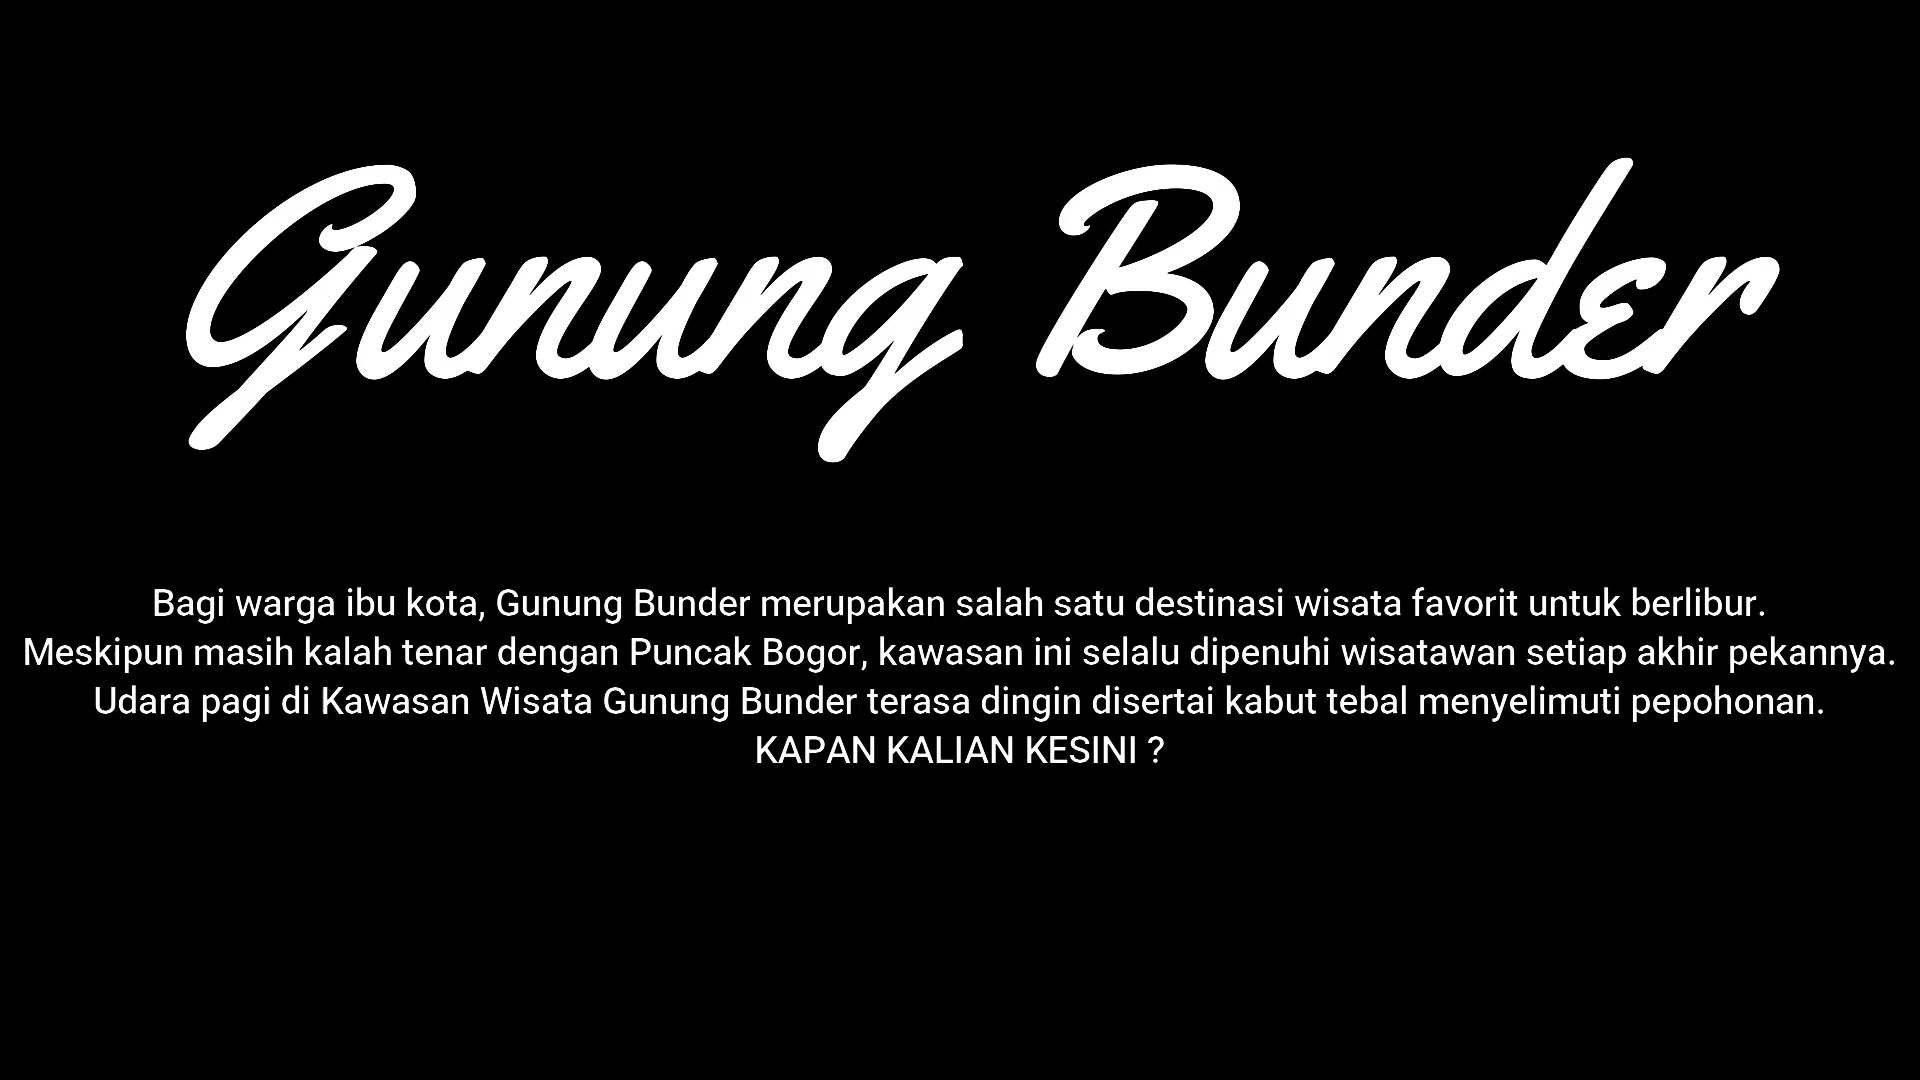 Gunung Bunder
Bagi warga ibu kota, Gunung Bunder merupakan salah satu destinasi wisata favorit untuk berlibur.
Meskipun masih kalah tenar dengan Puncak Bogor, kawasan ini selalu dipenuhi wisatawan setiap akhir pekannya.
Udara pagi di Kawasan Wisata Gunung Bunder terasa dingin disertai kabut tebal menyelimuti pepohonan.
KAPAN KALIAN KESINI ?